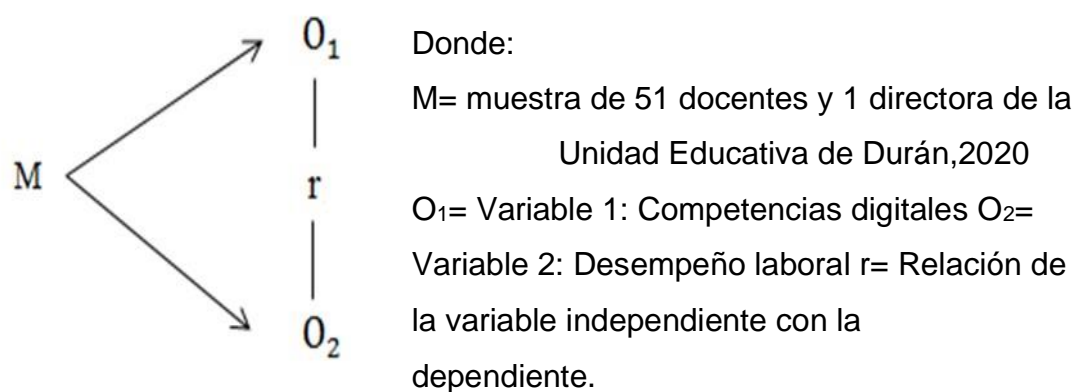 O₁
M
r
O₂
Donde:
M= muestra de 51 docentes y 1 directora de la
Unidad Educativa de Durán,2020
O₁= Variable 1: Competencias digitales O₂=
Variable 2: Desempeño laboral r= Relación de
la variable independiente con la
dependiente.